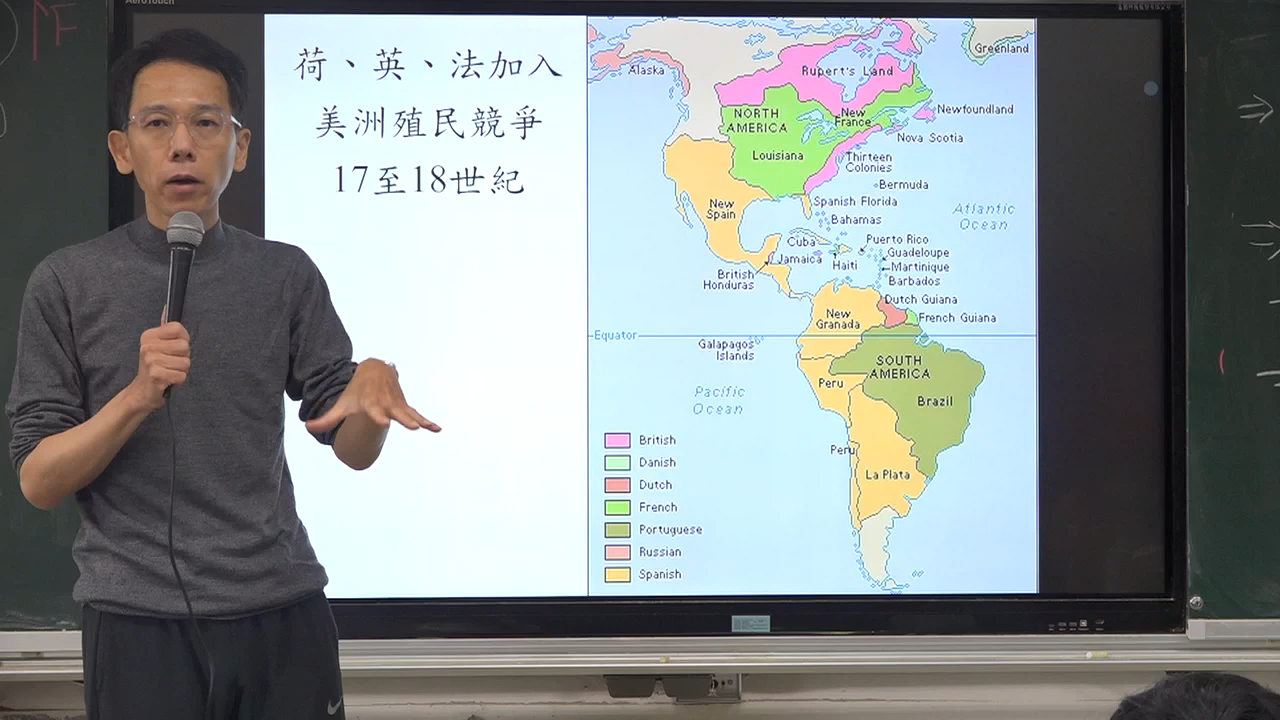 AeroTouch
荷、英、法加入
美洲殖民競爭
17至18世紀
Greenland
Alaska
Rupert's Land
NORTH
AMERICA
New
France
Newfoundland
Nova Scotia
Louisiana
Thirteen
Colonies
Bermuda
New
Spain
Spanish Florida
Bahamas
Atlantic
Ocean
Cuba
Puerto Rico
Jamaica
Haiti
Guadeloupe
Martinique
British
Honduras
Barbados
Dutch Guiana
New
Granada
French Guiana
Equator
Galapagos
Islands
SOUTH
AMERICA
Peru
Brazil
Pacific
Ocean
Peru
La Plata
British
Danish
Dutch
French
Portuguese
Russian
Spanish